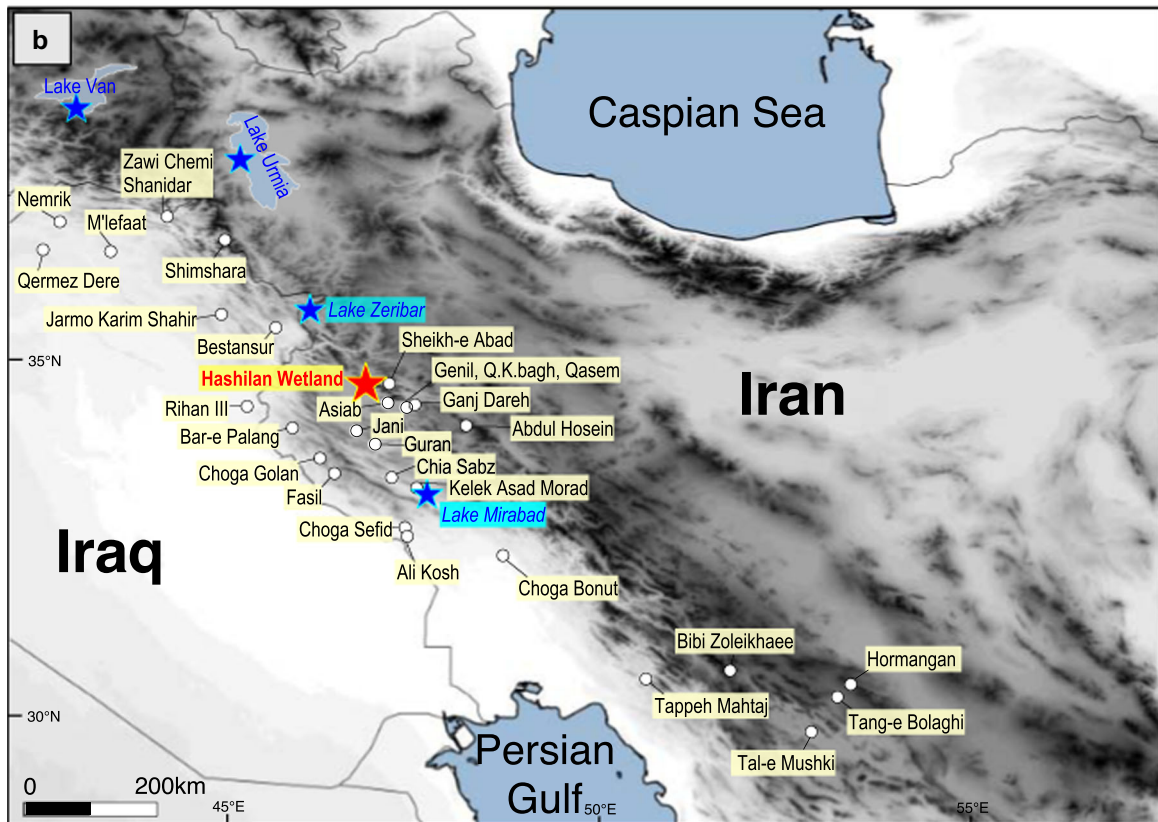 b
Lake Van
Caspian Sea
Lake Urmia
Zawi Chemi
Shanidar
Nemrik
M'lefaat
Shimshara
Qermez Dere
Lake Zeribar
Jarmo Karim Shahir
Bestansur
Sheikh-e Abad
35°N
Genil, Q.K.bagh, Qasem
Hashilan Wetland
Iran
Ganj Dareh
Asiab
Rihan III
Jani
Abdul Hosein
Bar-e Palang
Guran
Chia Sabz
Choga Golan
Kelek Asad Morad
Fasil
Lake Mirabad
Choga Sefid
Iraq
Ali Kosh
Choga Bonut
Bibi Zoleikhaee
Hormangan
Tappeh Mahtaj
30°N
Tang-e Bolaghi
Persian
Gulf
Tal-e Mushki
0 200km
45°E
50°E
55°E